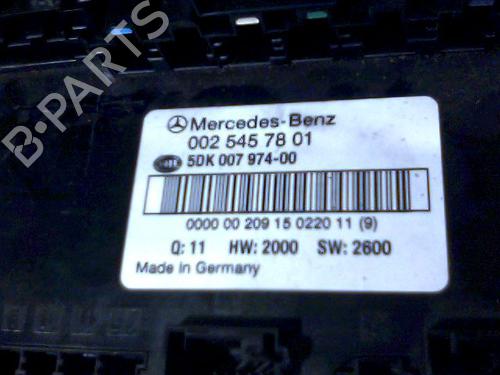 B-PARTS
Mercedes-Benz
002 545 78 01
HELLA 5DK 007 974-00
0000 00 209 15 0220 11 (9)
Q: 11 HW: 2000 SW: 2600
Made in Germany